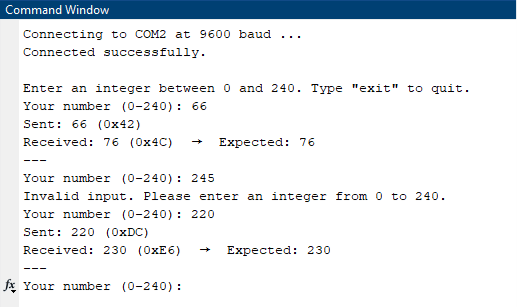 Command Window
Connecting to COM2 at 9600 baud ...
Connected successfully.
Enter an integer between 0 and 240. Type "exit" to quit.
Your number (0-240): 66
Sent: 66 (0x42)
Received: 76 (0x4C)  →  Expected: 76
---
Your number (0-240): 245
Invalid input. Please enter an integer from 0 to 240.
Your number (0-240): 220
Sent: 220 (0xDC)
Received: 230 (0xE6)  →  Expected: 230
---
fx Your number (0-240):